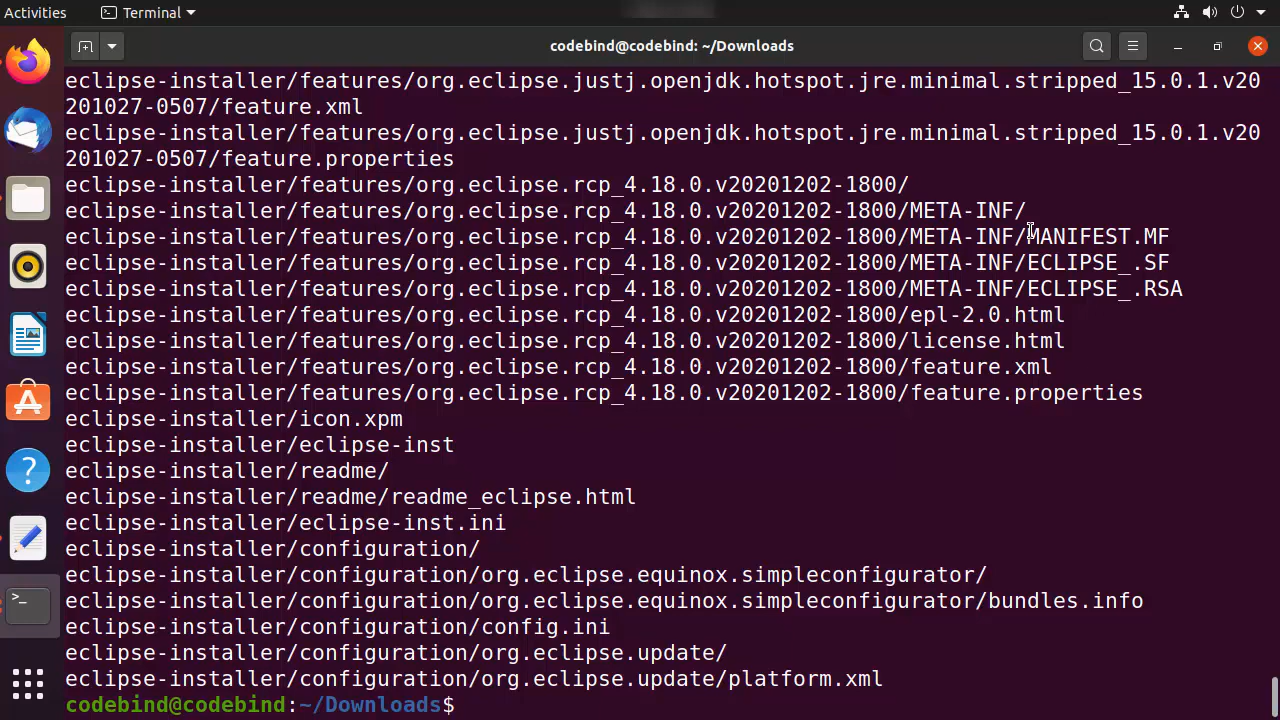 Activities
Terminal
codebind@codebind: ~/Downloads
eclipse-installer/features/org.eclipse.justj.openjdk.hotspot.jre.minimal.stripped_15.0.1.v20
201027-0507/feature.xml
eclipse-installer/features/org.eclipse.justj.openjdk.hotspot.jre.minimal.stripped_15.0.1.v20
201027-0507/feature.properties
eclipse-installer/features/org.eclipse.rcp_4.18.0.v20201202-1800/
eclipse-installer/features/org.eclipse.rcp_4.18.0.v20201202-1800/META-INF/
eclipse-installer/features/org.eclipse.rcp_4.18.0.v20201202-1800/META-INF/MANIFEST.MF
eclipse-installer/features/org.eclipse.rcp_4.18.0.v20201202-1800/META-INF/ECLIPSE_.SF
eclipse-installer/features/org.eclipse.rcp_4.18.0.v20201202-1800/META-INF/ECLIPSE_.RSA
eclipse-installer/features/org.eclipse.rcp_4.18.0.v20201202-1800/epl-2.0.html
eclipse-installer/features/org.eclipse.rcp_4.18.0.v20201202-1800/license.html
eclipse-installer/features/org.eclipse.rcp_4.18.0.v20201202-1800/feature.xml
eclipse-installer/features/org.eclipse.rcp_4.18.0.v20201202-1800/feature.properties
eclipse-installer/icon.xpm
eclipse-installer/eclipse-inst
eclipse-installer/readme/
eclipse-installer/readme/readme_eclipse.html
eclipse-installer/eclipse-inst.ini
eclipse-installer/configuration/
eclipse-installer/configuration/org.eclipse.equinox.simpleconfigurator/
eclipse-installer/configuration/org.eclipse.equinox.simpleconfigurator/bundles.info
eclipse-installer/configuration/config.ini
eclipse-installer/configuration/org.eclipse.update/
eclipse-installer/configuration/org.eclipse.update/platform.xml
codebind@codebind:~/Downloads$